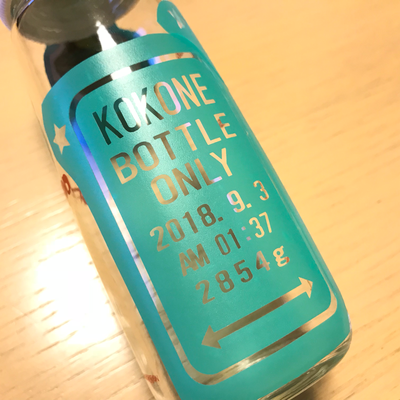 KOKONE
BOTTLE
ONLY
2018. 9. 3
AM 01:37
2854g